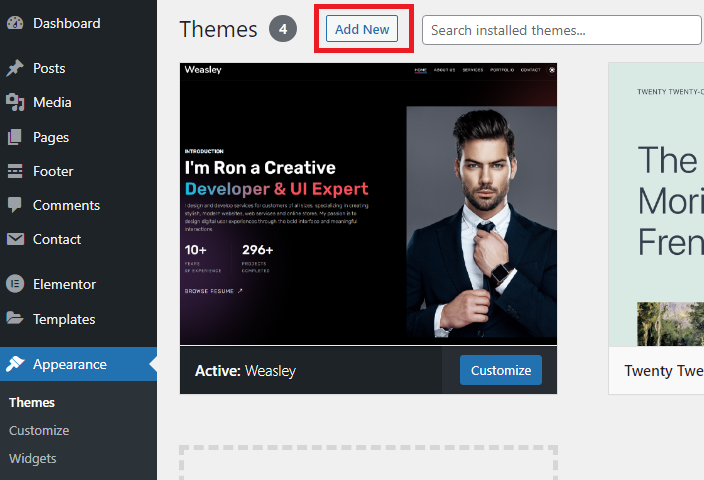 Dashboard
Posts
Media
Pages
Footer
Comments
Contact
Elementor
Templates
Appearance
Themes
Customize
Widgets
Themes 4 Add New Search installed themes...
Weasley HOME ABOUT US SERVICES PORTFOLIO CONTACT
INTRODUCTION
I'm Ron a Creative
Developer & UI Expert
I design and develop services for customers of all sizes, specializing in creating
stylish, modern websites, web services and online stores. My passion is to
design digital user experiences through the bold interface and meaningful
interactions.
10+ 296+
YEARS PROJECTS
OF EXPERIENCE COMPLETED
BROWSE RESUME
Active: Weasley Customize
TWENTY TWENTY-
The
Mori
Fren
Twenty Twe